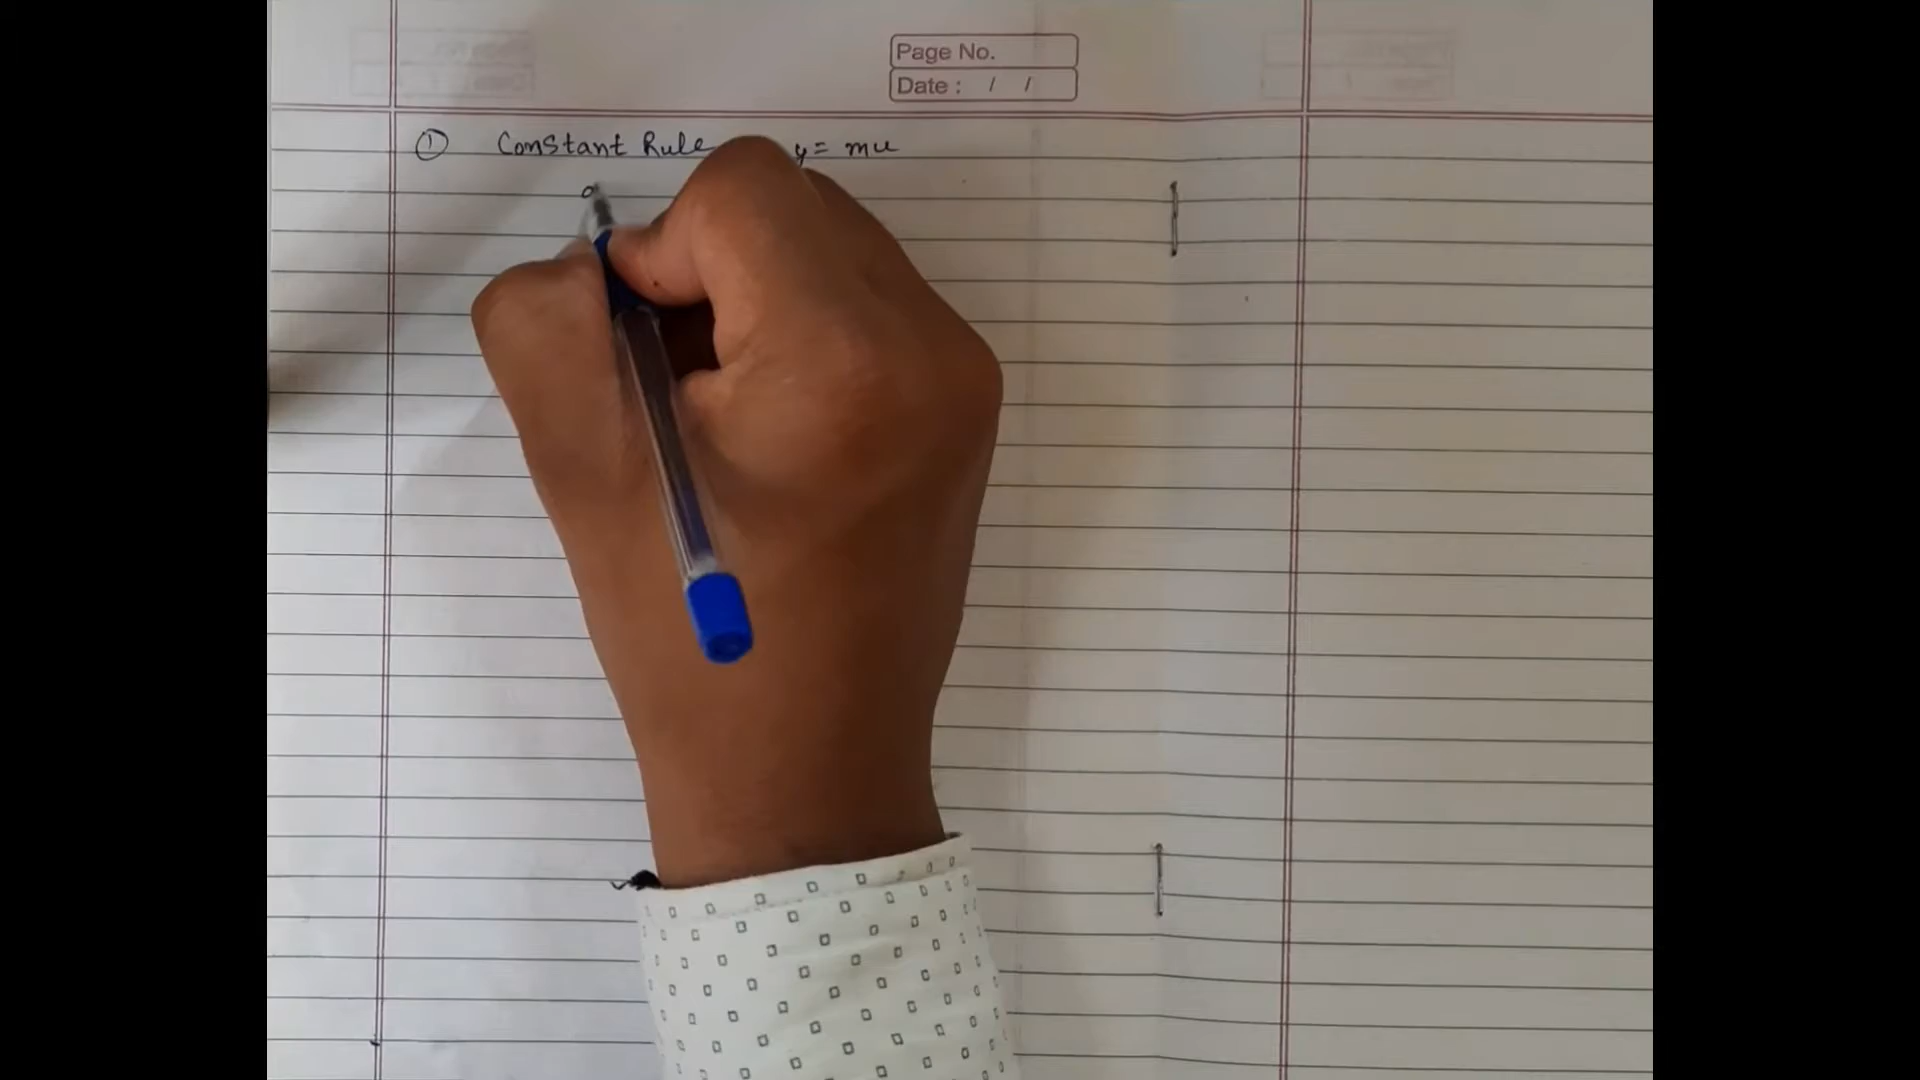 Page No.
Date : / /
① Constant Rule y = mu